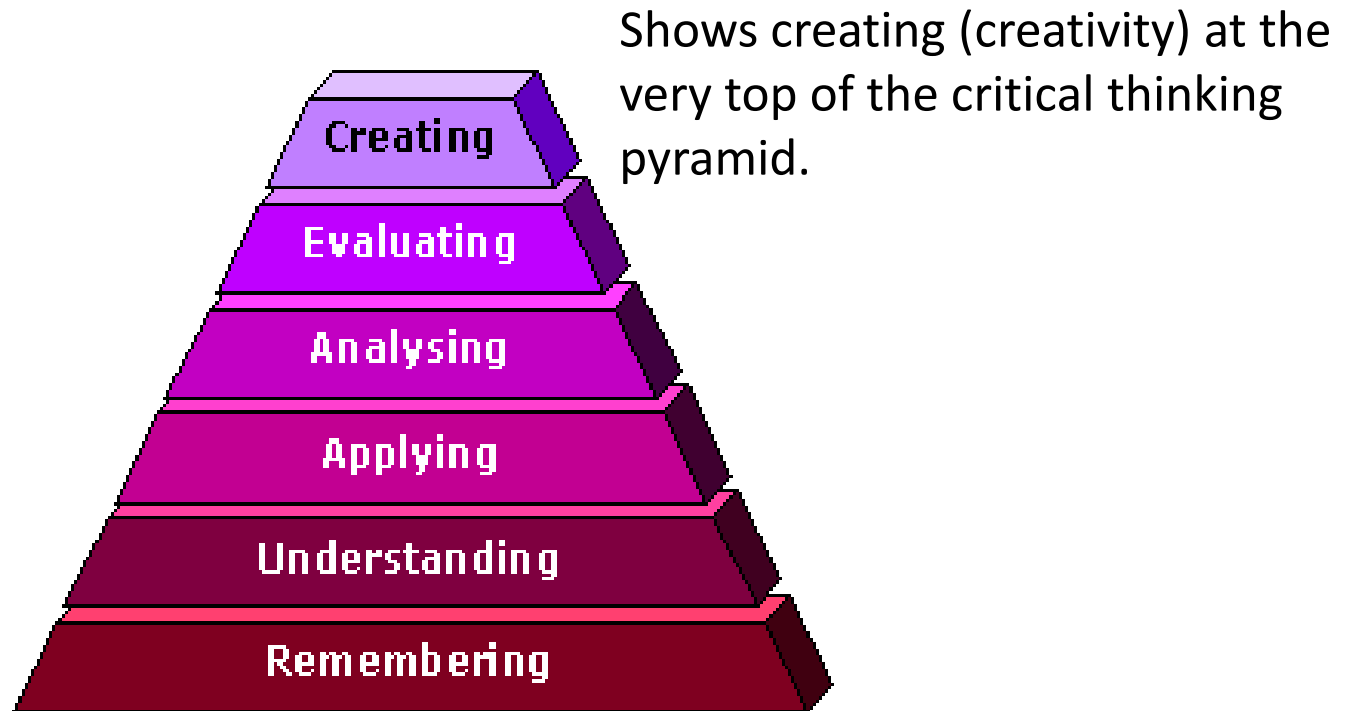 Shows creating (creativity) at the
very top of the critical thinking
pyramid.
Creating
Evaluating
Analysing
Applying
Understanding
Remembering